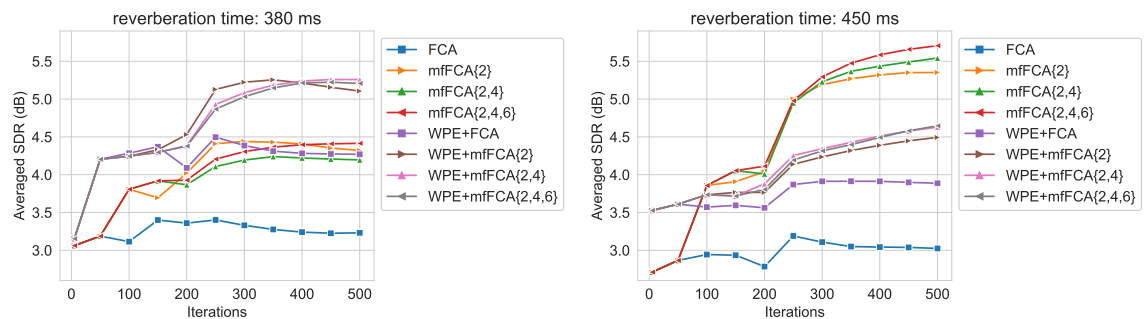 reverberation time: 380 ms
Averaged SDR (dB)
5.5
5.0
4.5
4.0
3.5
3.0
0 100 200 300 400 500
Iterations
FCA
mfFCA{2}
mfFCA{2,4}
mfFCA{2,4,6}
WPE+FCA
WPE+mfFCA{2}
WPE+mfFCA{2,4}
WPE+mfFCA{2,4,6}
reverberation time: 450 ms
Averaged SDR (dB)
5.5
5.0
4.5
4.0
3.5
3.0
0 100 200 300 400 500
Iterations
FCA
mfFCA{2}
mfFCA{2,4}
mfFCA{2,4,6}
WPE+FCA
WPE+mfFCA{2}
WPE+mfFCA{2,4}
WPE+mfFCA{2,4,6}